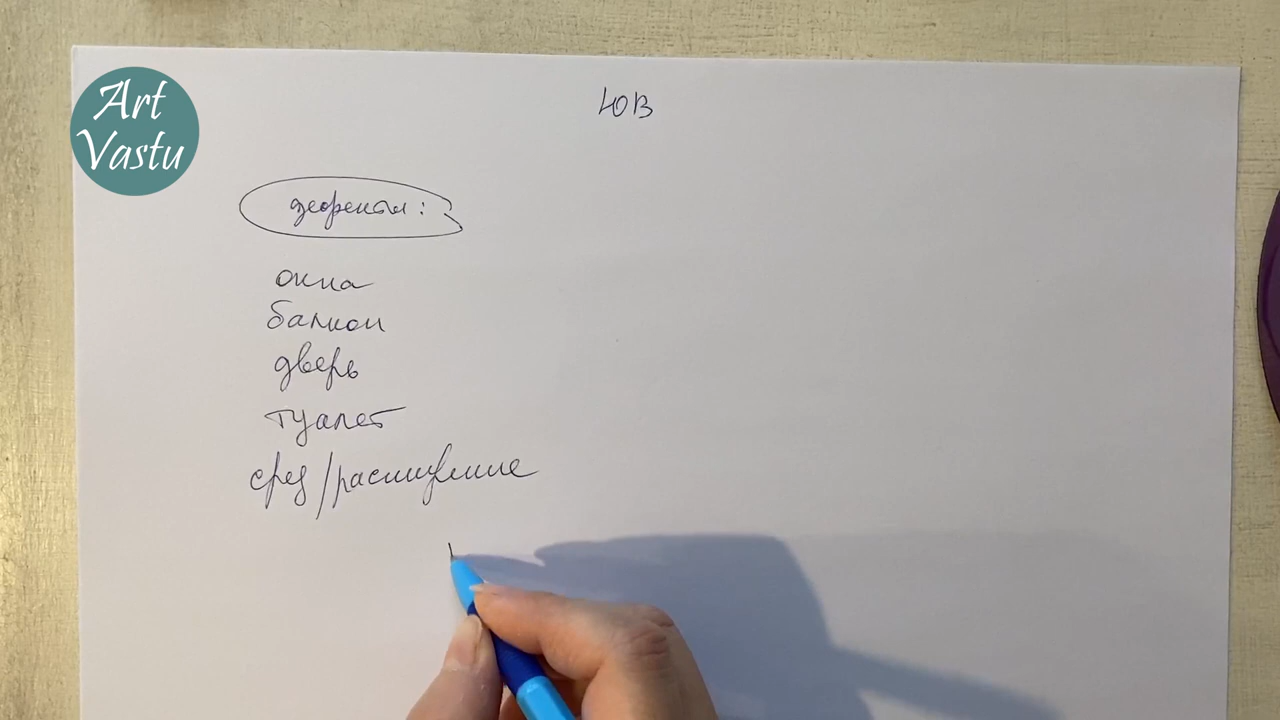 Art
Vastu
ЮВ
дефекты:
окна
балкон
дверь
туалет
срез/расширение